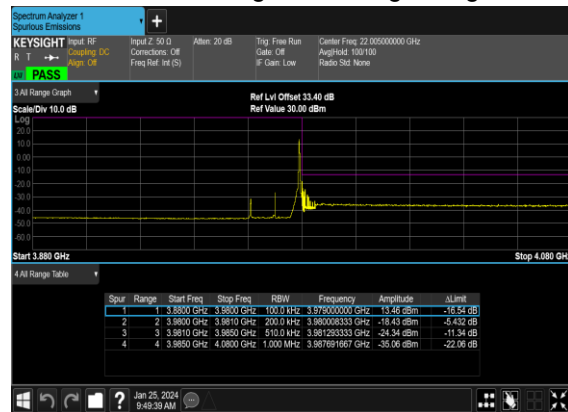 Spectrum Analyzer 1
Spurious Emissions
+
KEYSIGHT Input: RF Input Z: 50 Ω Atten: 20 dB Trig: Free Run Center Freq: 22.005000000 GHz
R T Coupling: DC Corrections: Off Gate: Off Avg|Hold: 100/100
Align: Off Freq Ref: Int (S) IF Gain: Low Radio Std: None
LW PASS
3 All Range Graph
Ref Lvl Offset 33.40 dB
Scale/Div 10.0 dB Ref Value 30.00 dBm
Log
20.0
10.0
0.00
-10.0
-20.0
-30.0
-40.0
-50.0
-60.0
Start 3.880 GHz Stop 4.080 GHz
4 All Range Table
Spur Range Start Freq Stop Freq RBW Frequency Amplitude ΔLimit
1 1 3.8800 GHz 3.9800 GHz 100.0 kHz 3.979000000 GHz 13.46 dBm -16.54 dB
2 2 3.9800 GHz 3.9810 GHz 200.0 kHz 3.980008333 GHz -18.43 dBm -5.432 dB
3 3 3.9810 GHz 3.9850 GHz 510.0 kHz 3.981293333 GHz -24.34 dBm -11.34 dB
4 4 3.9850 GHz 4.0800 GHz 1.000 MHz 3.987691667 GHz -35.06 dBm -22.06 dB
? Jan 25, 2024
9:49:39 AM